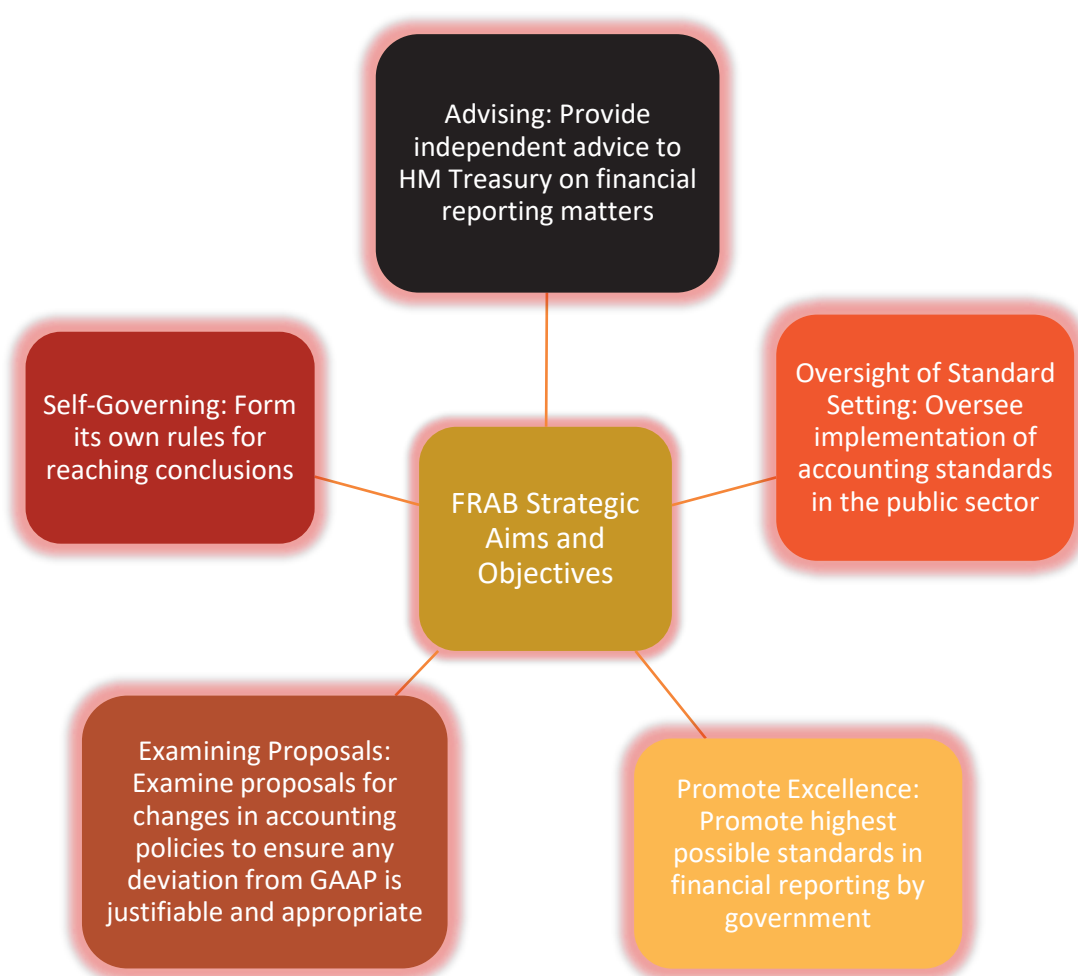 Advising: Provide
independent advice to
HM Treasury on financial
reporting matters
Oversight of Standard
Setting: Oversee
implementation of
accounting standards
in the public sector
Self-Governing: Form
its own rules for
reaching conclusions
FRAB Strategic
Aims and
Objectives
Examining Proposals:
Examine proposals for
changes in accounting
policies to ensure any
deviation from GAAP is
justifiable and appropriate
Promote Excellence:
Promote highest
possible standards in
financial reporting by
government